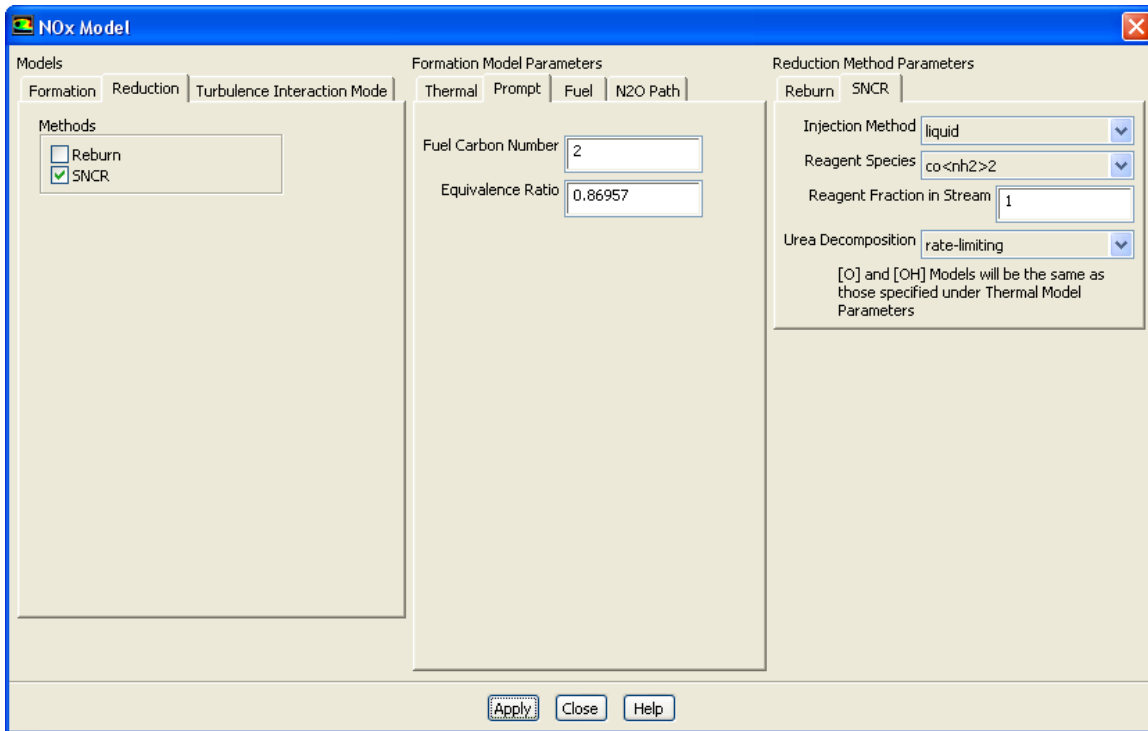 NOx Model
Models
Formation Reduction Turbulence Interaction Mode
Methods
Reburn
SNCR
Formation Model Parameters
Thermal Prompt Fuel N2O Path
Fuel Carbon Number 2
Equivalence Ratio 0.86957
Reduction Method Parameters
Reburn SNCR
Injection Method liquid
Reagent Species co<nh2>2
Reagent Fraction in Stream 1
Urea Decomposition rate-limiting
[O] and [OH] Models will be the same as
those specified under Thermal Model
Parameters
Apply Close Help